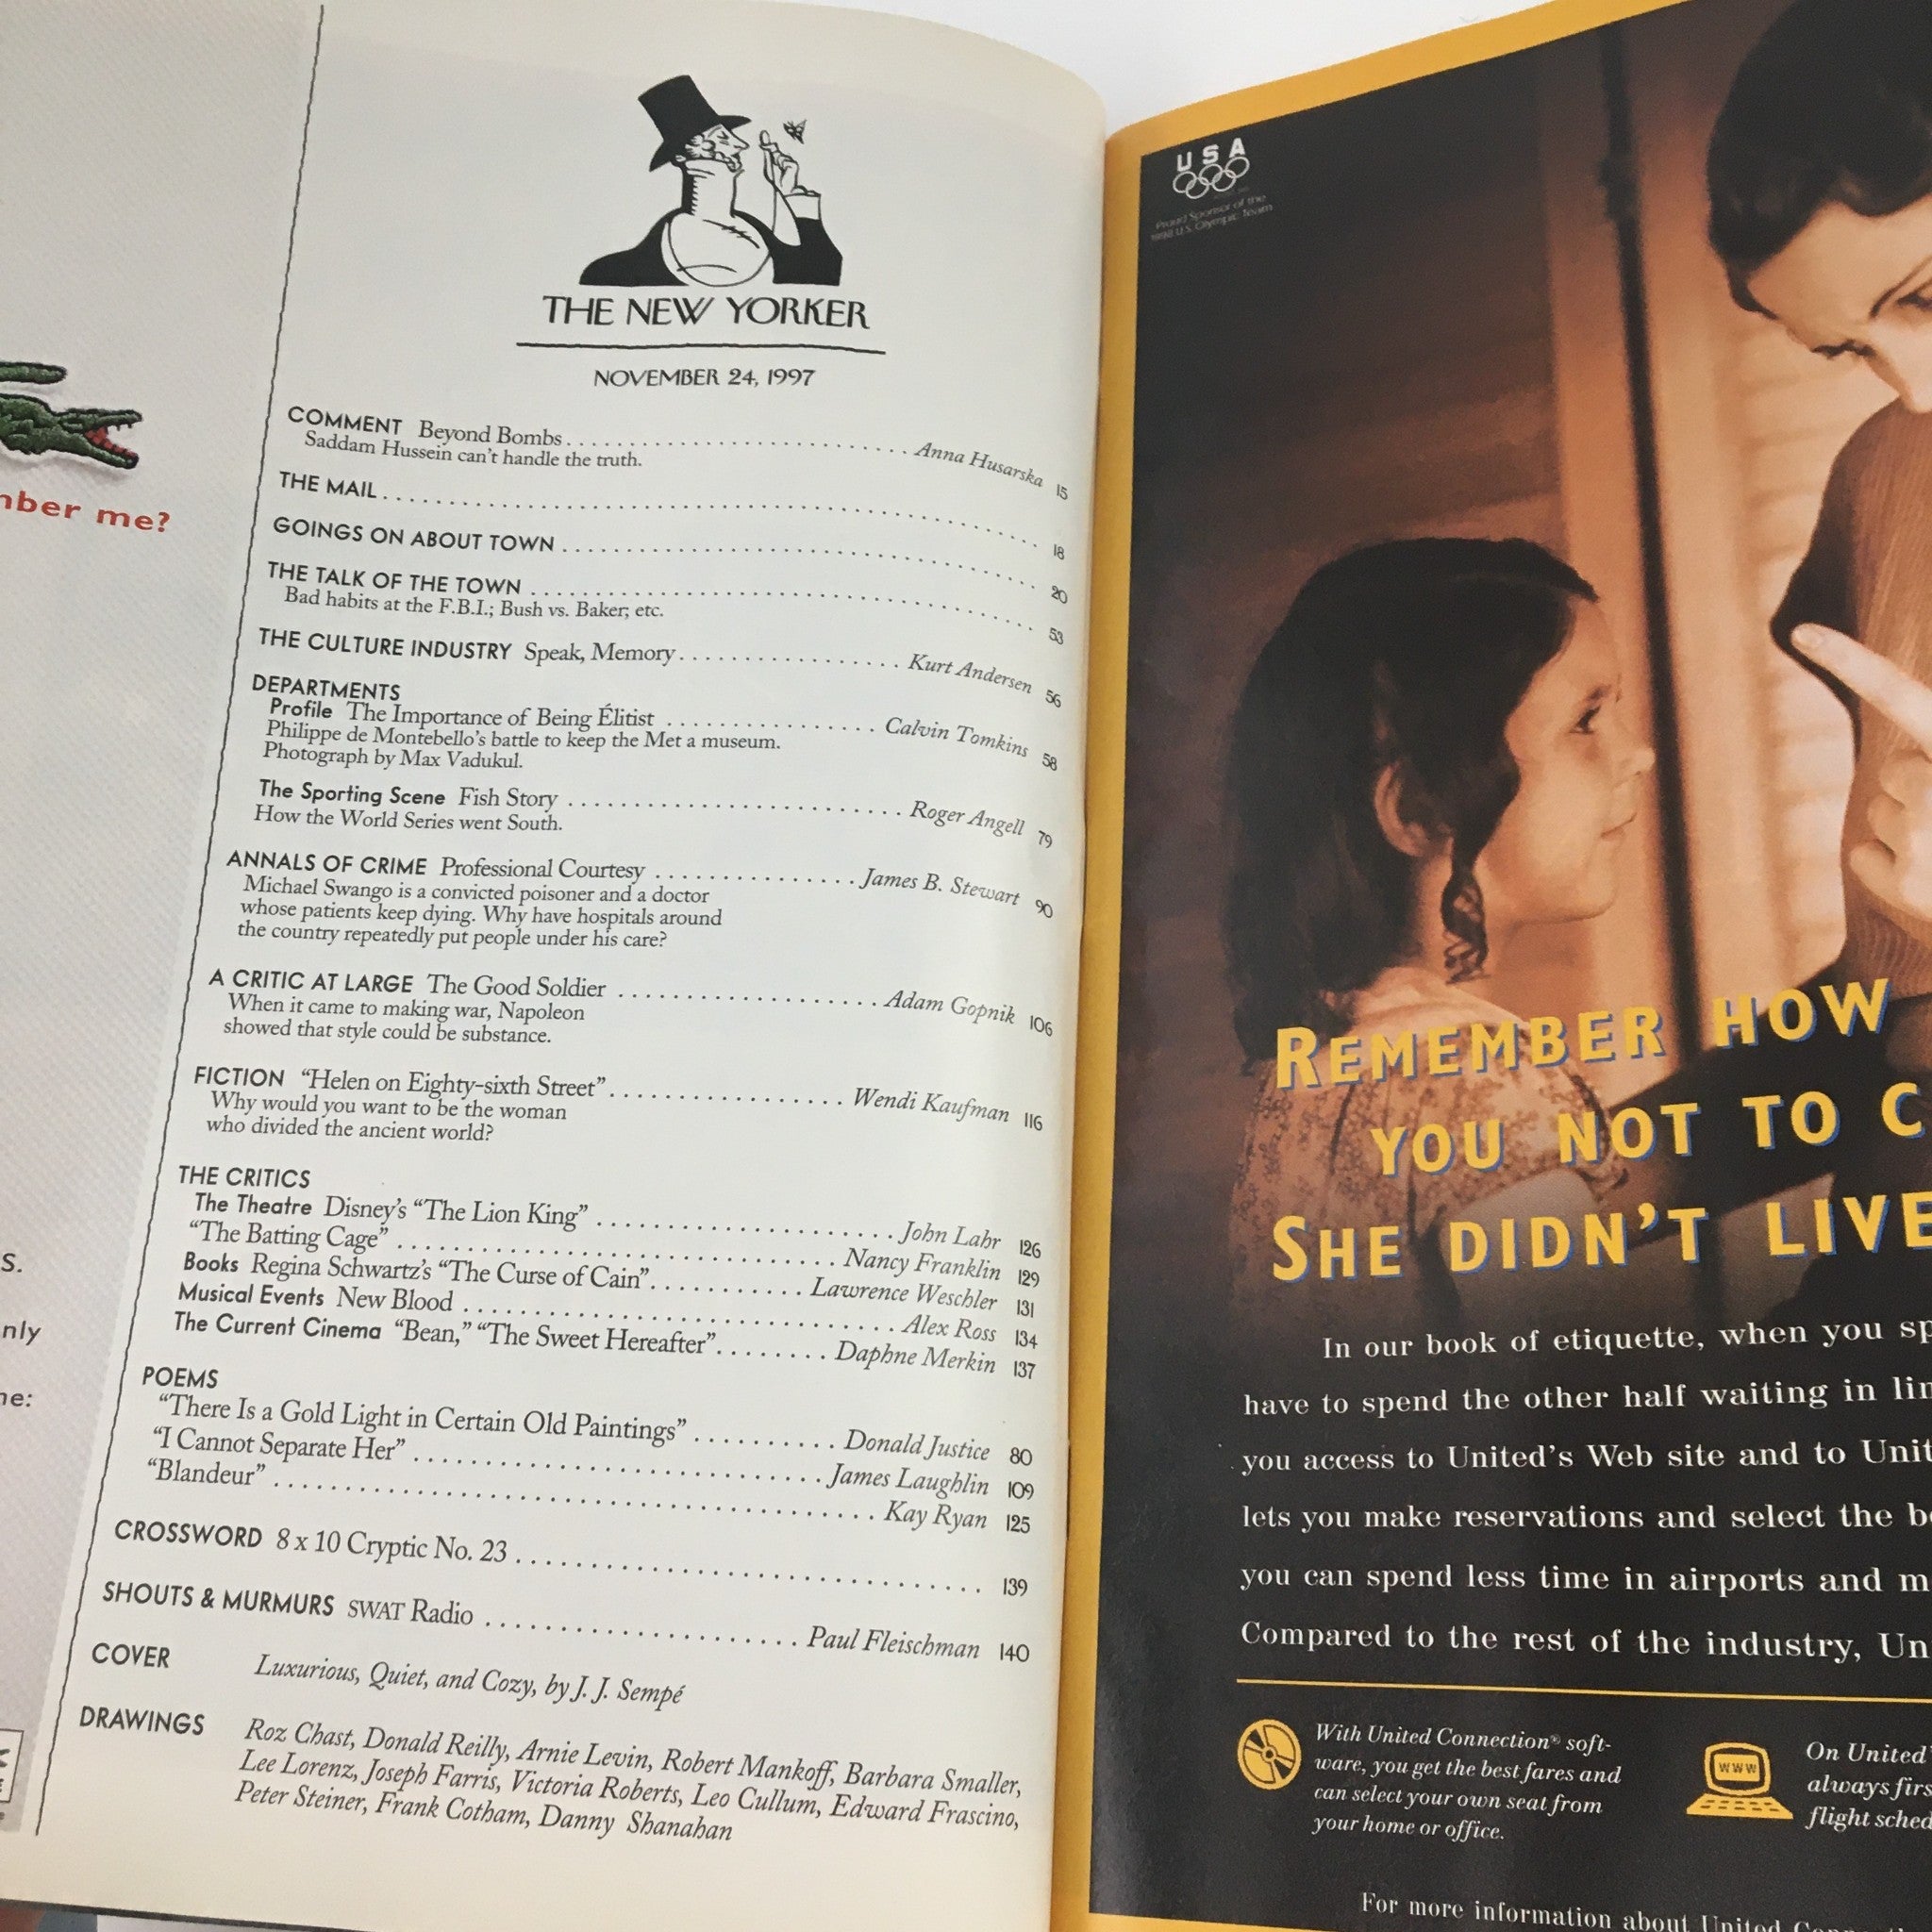 mber me?
s.
nly
ne:
THE NEW YORKER
NOVEMBER 24, 1997
COMMENT Beyond Bombs.......... Anna Husarska 15
Saddam Hussein can't handle the truth.
THE MAIL.......... 18
GOINGS ON ABOUT TOWN.......... 20
THE TALK OF THE TOWN.......... 53
Bad habits at the F.B.I.; Bush vs. Baker; etc.
THE CULTURE INDUSTRY Speak, Memory.......... Kurt Andersen 56
DEPARTMENTS
Profile The Importance of Being Élitist.......... Calvin Tomkins 58
Philippe de Montebello's battle to keep the Met a museum.
Photograph by Max Vadukul.
The Sporting Scene Fish Story.......... Roger Angell 79
How the World Series went South.
ANNALS OF CRIME Professional Courtesy.......... James B. Stewart 90
Michael Swango is a convicted poisoner and a doctor
whose patients keep dying. Why have hospitals around
the country repeatedly put people under his care?
A CRITIC AT LARGE The Good Soldier.......... Adam Gopnik 106
When it came to making war, Napoleon
showed that style could be substance.
FICTION "Helen on Eighty-sixth Street".......... Wendi Kaufman 116
Why would you want to be the woman
who divided the ancient world?
THE CRITICS
The Theatre Disney's "The Lion King".......... John Lahr 126
"The Batting Cage".......... Nancy Franklin 129
Books Regina Schwartz's "The Curse of Cain".......... Lawrence Weschler 131
Musical Events New Blood.......... Alex Ross 134
The Current Cinema "Bean," "The Sweet Hereafter".......... Daphne Merkin 137
POEMS
"There Is a Gold Light in Certain Old Paintings".......... Donald Justice 80
"I Cannot Separate Her".......... James Laughlin 109
"Blandeur".......... Kay Ryan 125
CROSSWORD 8 x 10 Cryptic No. 23.......... 139
SHOUTS & MURMURS SWAT Radio.......... Paul Fleischman 140
COVER Luxurious, Quiet, and Cozy, by J. J. Sempé
DRAWINGS Roz Chast, Donald Reilly, Arnie Levin, Robert Mankoff, Barbara Smaller,
Lee Lorenz, Joseph Farris, Victoria Roberts, Leo Cullum, Edward Frascino,
Peter Steiner, Frank Cotham, Danny Shanahan
USA
Proud Sponsor of the
1998 U.S. Olympic Team
REMEMBER HOW
YOU NOT TO C
SHE DIDN'T LIVE
In our book of etiquette, when you sp
have to spend the other half waiting in lin
you access to United's Web site and to Unit
lets you make reservations and select the be
you can spend less time in airports and m
Compared to the rest of the industry, Un
With United Connection® soft-
ware, you get the best fares and
can select your own seat from
your home or office.
WWW
On United'
always firs
flight sched
For more information about United